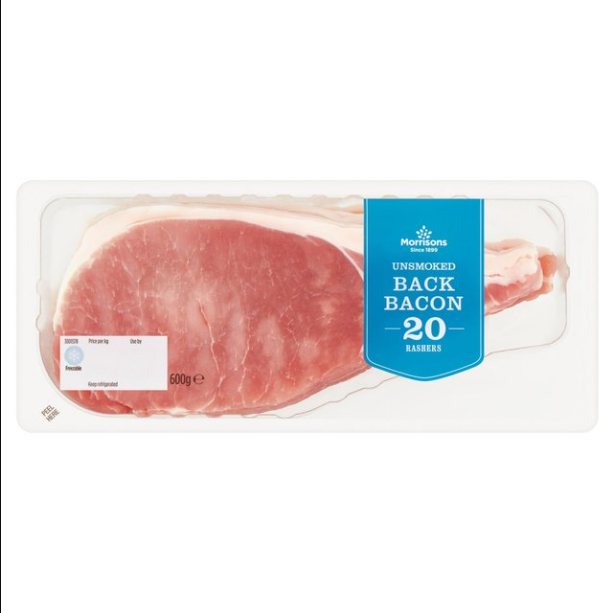 Morrisons
Since 1899
UNSMOKED
BACK
BACON
20
RASHERS
Price per kg Use by
Freezable
Keep refrigerated
600g ℮
PEEL
HERE